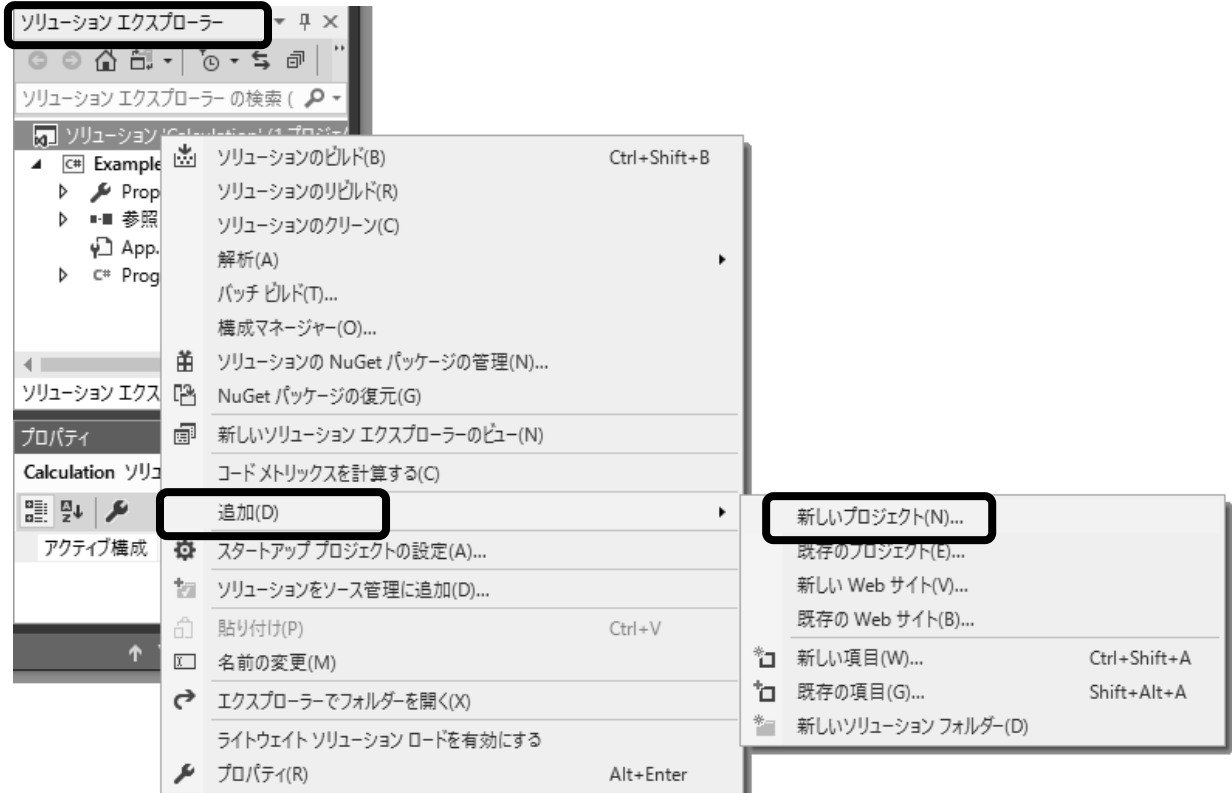 ソリューション エクスプローラー
ソリューション エクスプローラー の検索 (
ソリューション 'Calculation' (1 プロジェ
Example
Prop
参照
App.
Prog
ソリューション エクス
プロパティ
Calculation ソリュ
アクティブ構成
ソリューションのビルド(B) Ctrl+Shift+B
ソリューションのリビルド(R)
ソリューションのクリーン(C)
解析(A)
バッチ ビルド(T)...
構成マネージャー(O)...
ソリューションの NuGet パッケージの管理(N)...
NuGet パッケージの復元(G)
新しいソリューション エクスプローラーのビュー(N)
コード メトリックスを計算する(C)
追加(D)
スタートアップ プロジェクトの設定(A)...
ソリューションをソース管理に追加(D)...
貼り付け(P) Ctrl+V
名前の変更(M)
エクスプローラーでフォルダーを開く(X)
ライトウェイト ソリューション ロードを有効にする
プロパティ(R) Alt+Enter
新しいプロジェクト(N)...
既存のプロジェクト(E)...
新しい Web サイト(V)...
既存の Web サイト(B)...
新しい項目(W)... Ctrl+Shift+A
既存の項目(G)... Shift+Alt+A
新しいソリューション フォルダー(D)